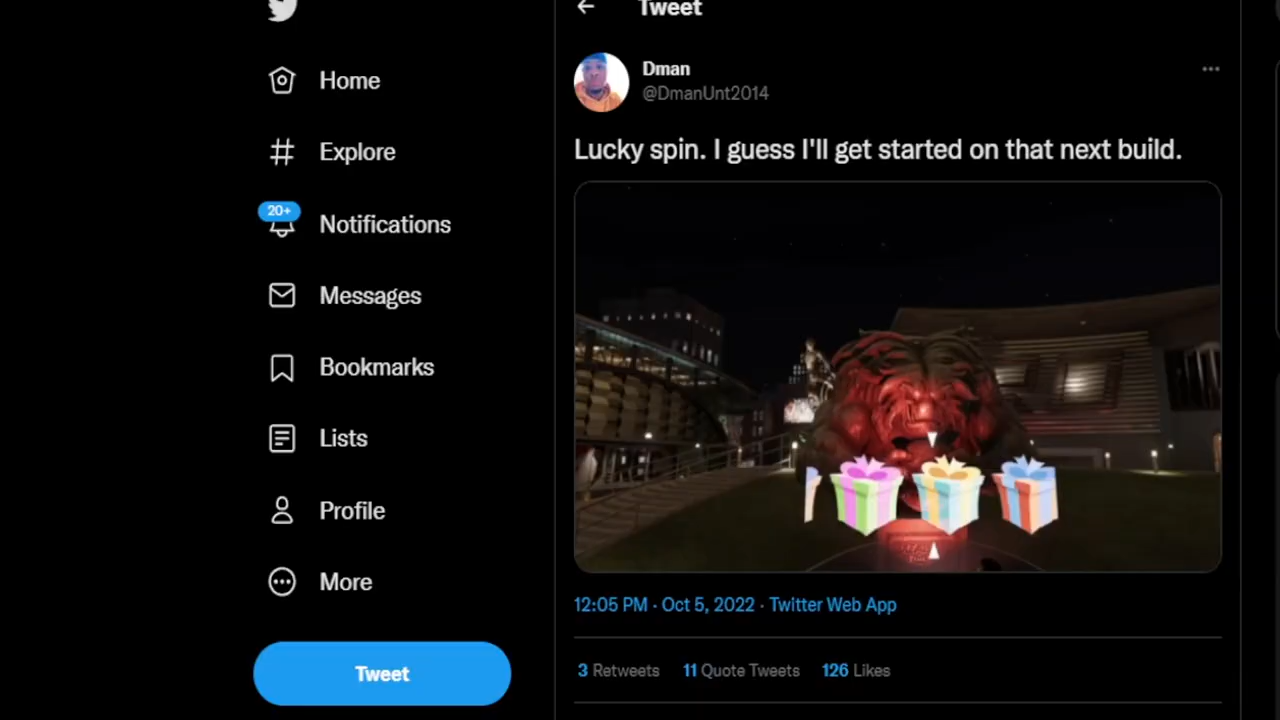 Tweet
Home
Explore
20+
Notifications
Messages
Bookmarks
Lists
Profile
More
Tweet
Dman
@DmanUnt2014
Lucky spin. I guess I'll get started on that next build.
12:05 PM · Oct 5, 2022 · Twitter Web App
3 Retweets 11 Quote Tweets 126 Likes